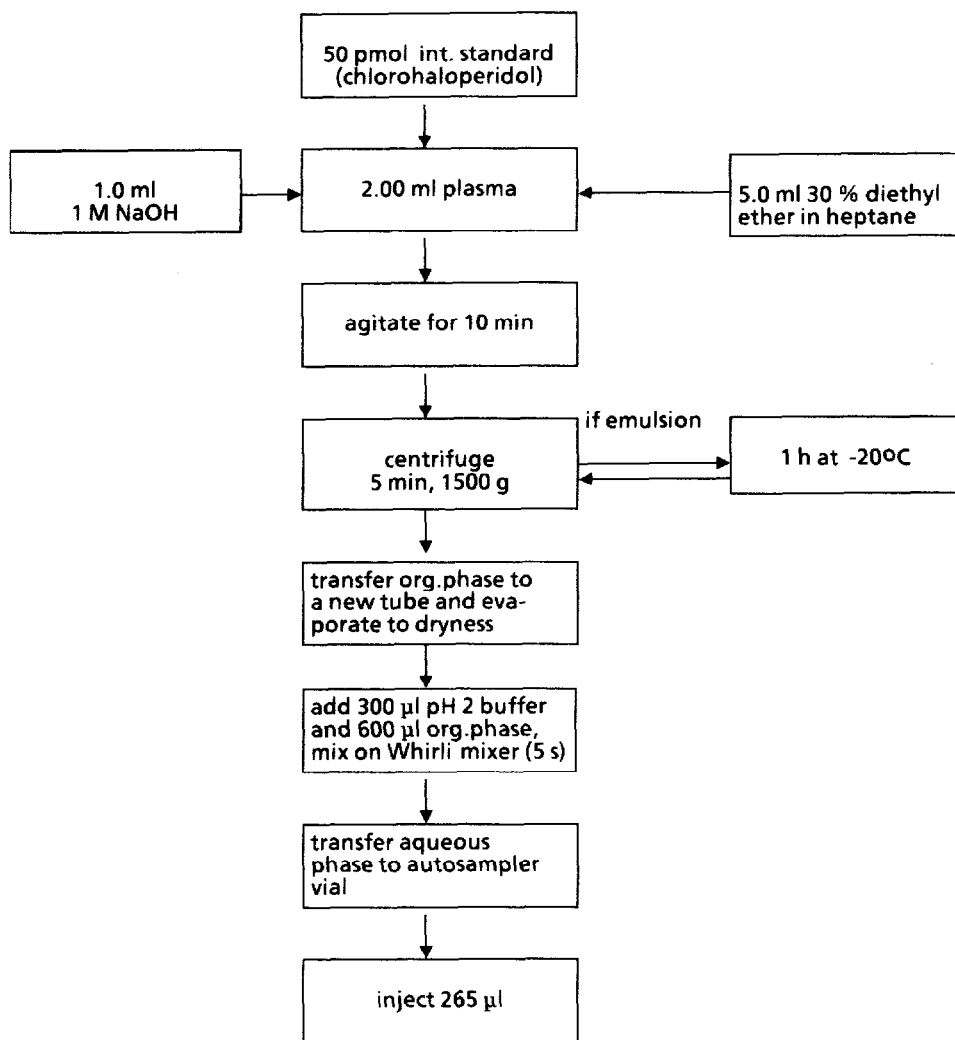 50 pmol int. standard
(chlorohaloperidol)
1.0 ml
1 M NaOH
2.00 ml plasma
5.0 ml 30 % diethyl
ether in heptane
agitate for 10 min
centrifuge
5 min, 1500 g
if emulsion
1 h at -20°C
transfer org.phase to
a new tube and eva-
porate to dryness
add 300 µl pH 2 buffer
and 600 µl org.phase,
mix on Whirli mixer (5 s)
transfer aqueous
phase to autosampler
vial
inject 265 µl